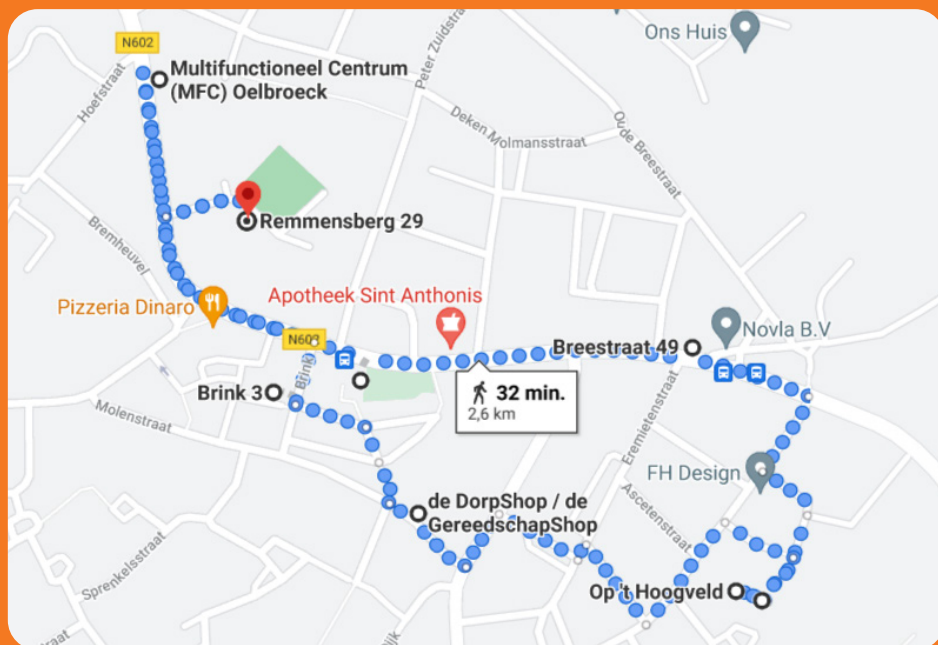 N602
Ons Huis
Multifunctioneel Centrum
(MFC) Oelbroeck
Hoefstraat
Peter Zuidstraat
Deken Molmansstraat
Oude Breestraat
Remmensberg 29
Bremheuvel
Apotheek Sint Anthonis
Pizzeria Dinaro
Novla B.V
N602
Breestraat 49
Brink
Brink 3
32 min.
2,6 km
Molenstraat
Eremietenstraat
FH Design
de DorpShop / de
GereedschapShop
Ascetenstraat
Sprenkelsstraat
Op 't Hoogveld